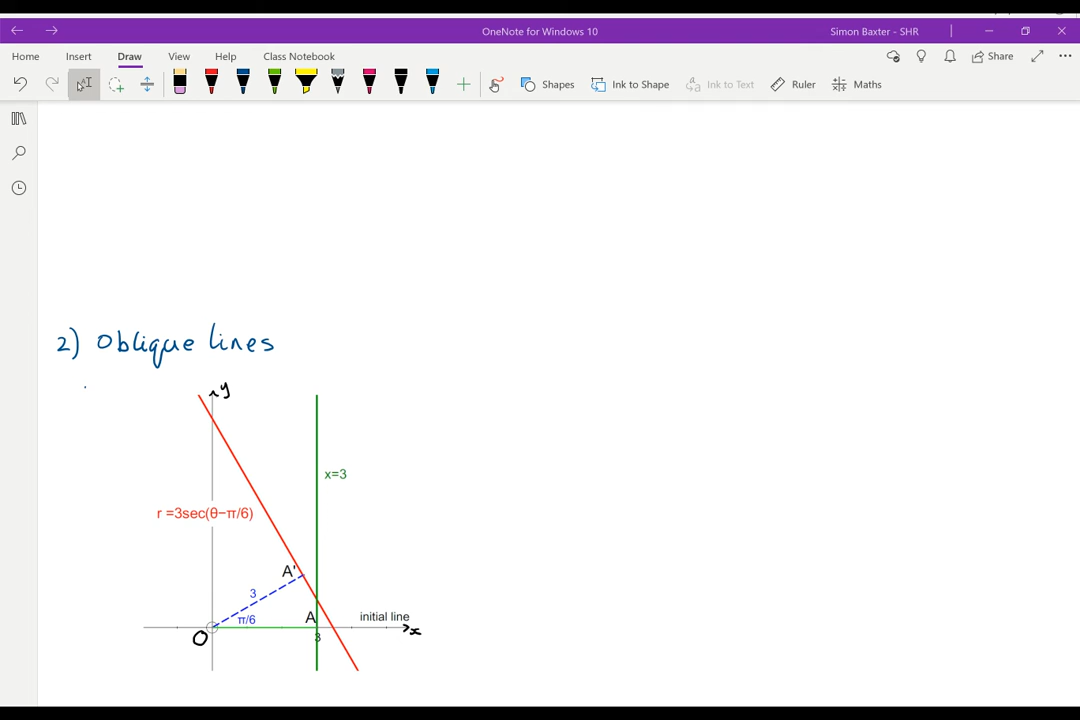 OneNote for Windows 10
Simon Baxter - SHR
Home
Insert
Draw
View
Help
Class Notebook
Share
Shapes
Ink to Shape
Ink to Text
Ruler
Maths
2) Oblique lines
y
x=3
r =3sec(θ−π/6)
A'
3
π/6
A
initial line
x
O
3